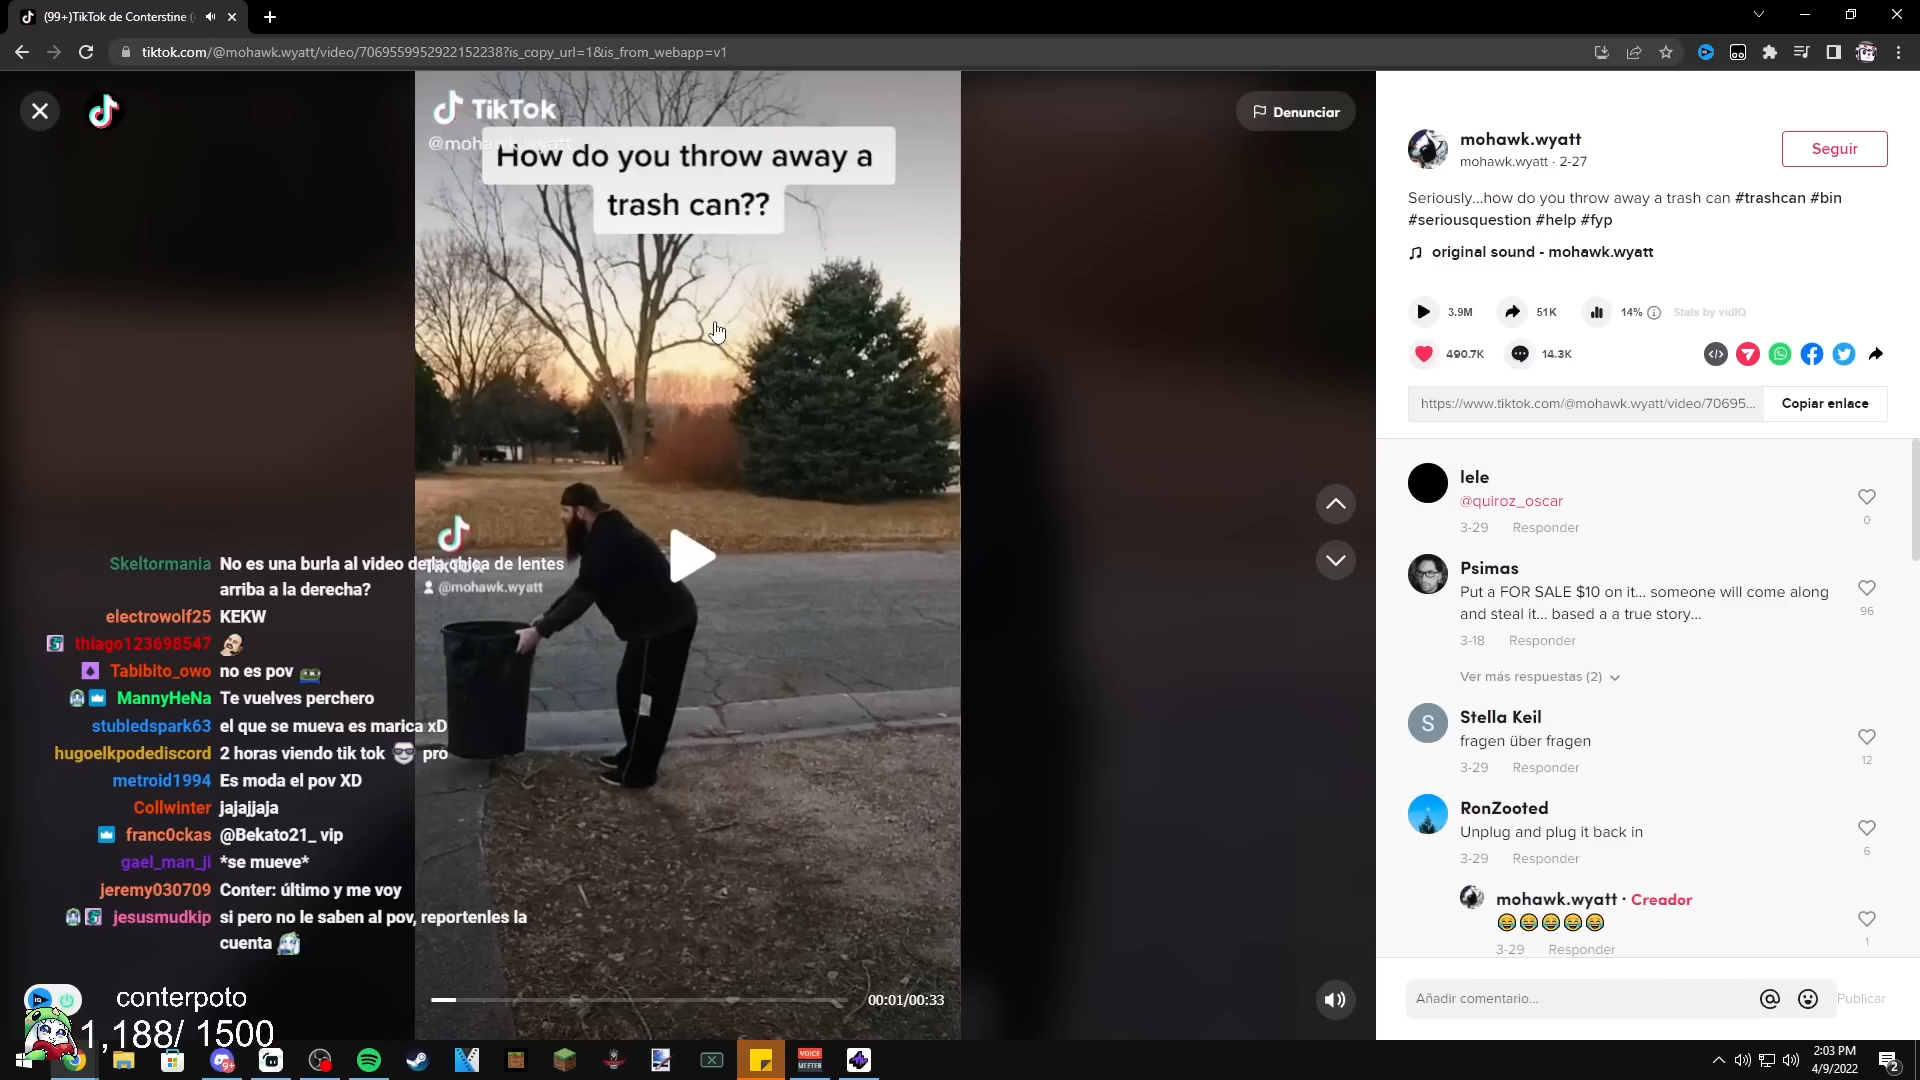 (99+)TikTok de Conterstine (
tiktok.com/@mohawk.wyatt/video/7069559952922152238?is_copy_url=1&is_from_webapp=v1
TikTok
How do you throw away a
trash can??
Denunciar
mohawk.wyatt
mohawk.wyatt · 2-27
Seguir
Seriously...how do you throw away a trash can #trashcan #bin
#seriousquestion #help #fyp
original sound - mohawk.wyatt
3.9M
51K
14%
Stats by vidIQ
490.7K
14.3K
https://www.tiktok.com/@mohawk.wyatt/video/70695...
Copiar enlace
lele
@quiroz_oscar
3-29 Responder
0
Psimas
Put a FOR SALE $10 on it... someone will come along
and steal it... based a a true story...
96
3-18 Responder
Ver más respuestas (2)
S
Stella Keil
fragen über fragen
12
3-29 Responder
RonZooted
Unplug and plug it back in
6
3-29 Responder
mohawk.wyatt · Creador
😂😂😂😂😂
1
3-29 Responder
Añadir comentario...
Publicar
@mohawk.wyatt
Skeltormania No es una burla al video de la chica de lentes
arriba a la derecha?
electrowolf25 KEKW
thiago123698547
Tabibito_owo no es pov
MannyHeNa Te vuelves perchero
stubledspark63 el que se mueva es marica xD
hugoelkpodediscord 2 horas viendo tik tok pro
metroid1994 Es moda el pov XD
Collwinter jajajjaja
franc0ckas @Bekato21_ vip
gael_man_ji *se mueve*
jeremy030709 Conter: último y me voy
jesusmudkip si pero no le saben al pov, reportenles la
cuenta
00:01/00:33
conterpoto
1,188/ 1500
9+
VOICE
MEETER
2:03 PM
4/9/2022
2